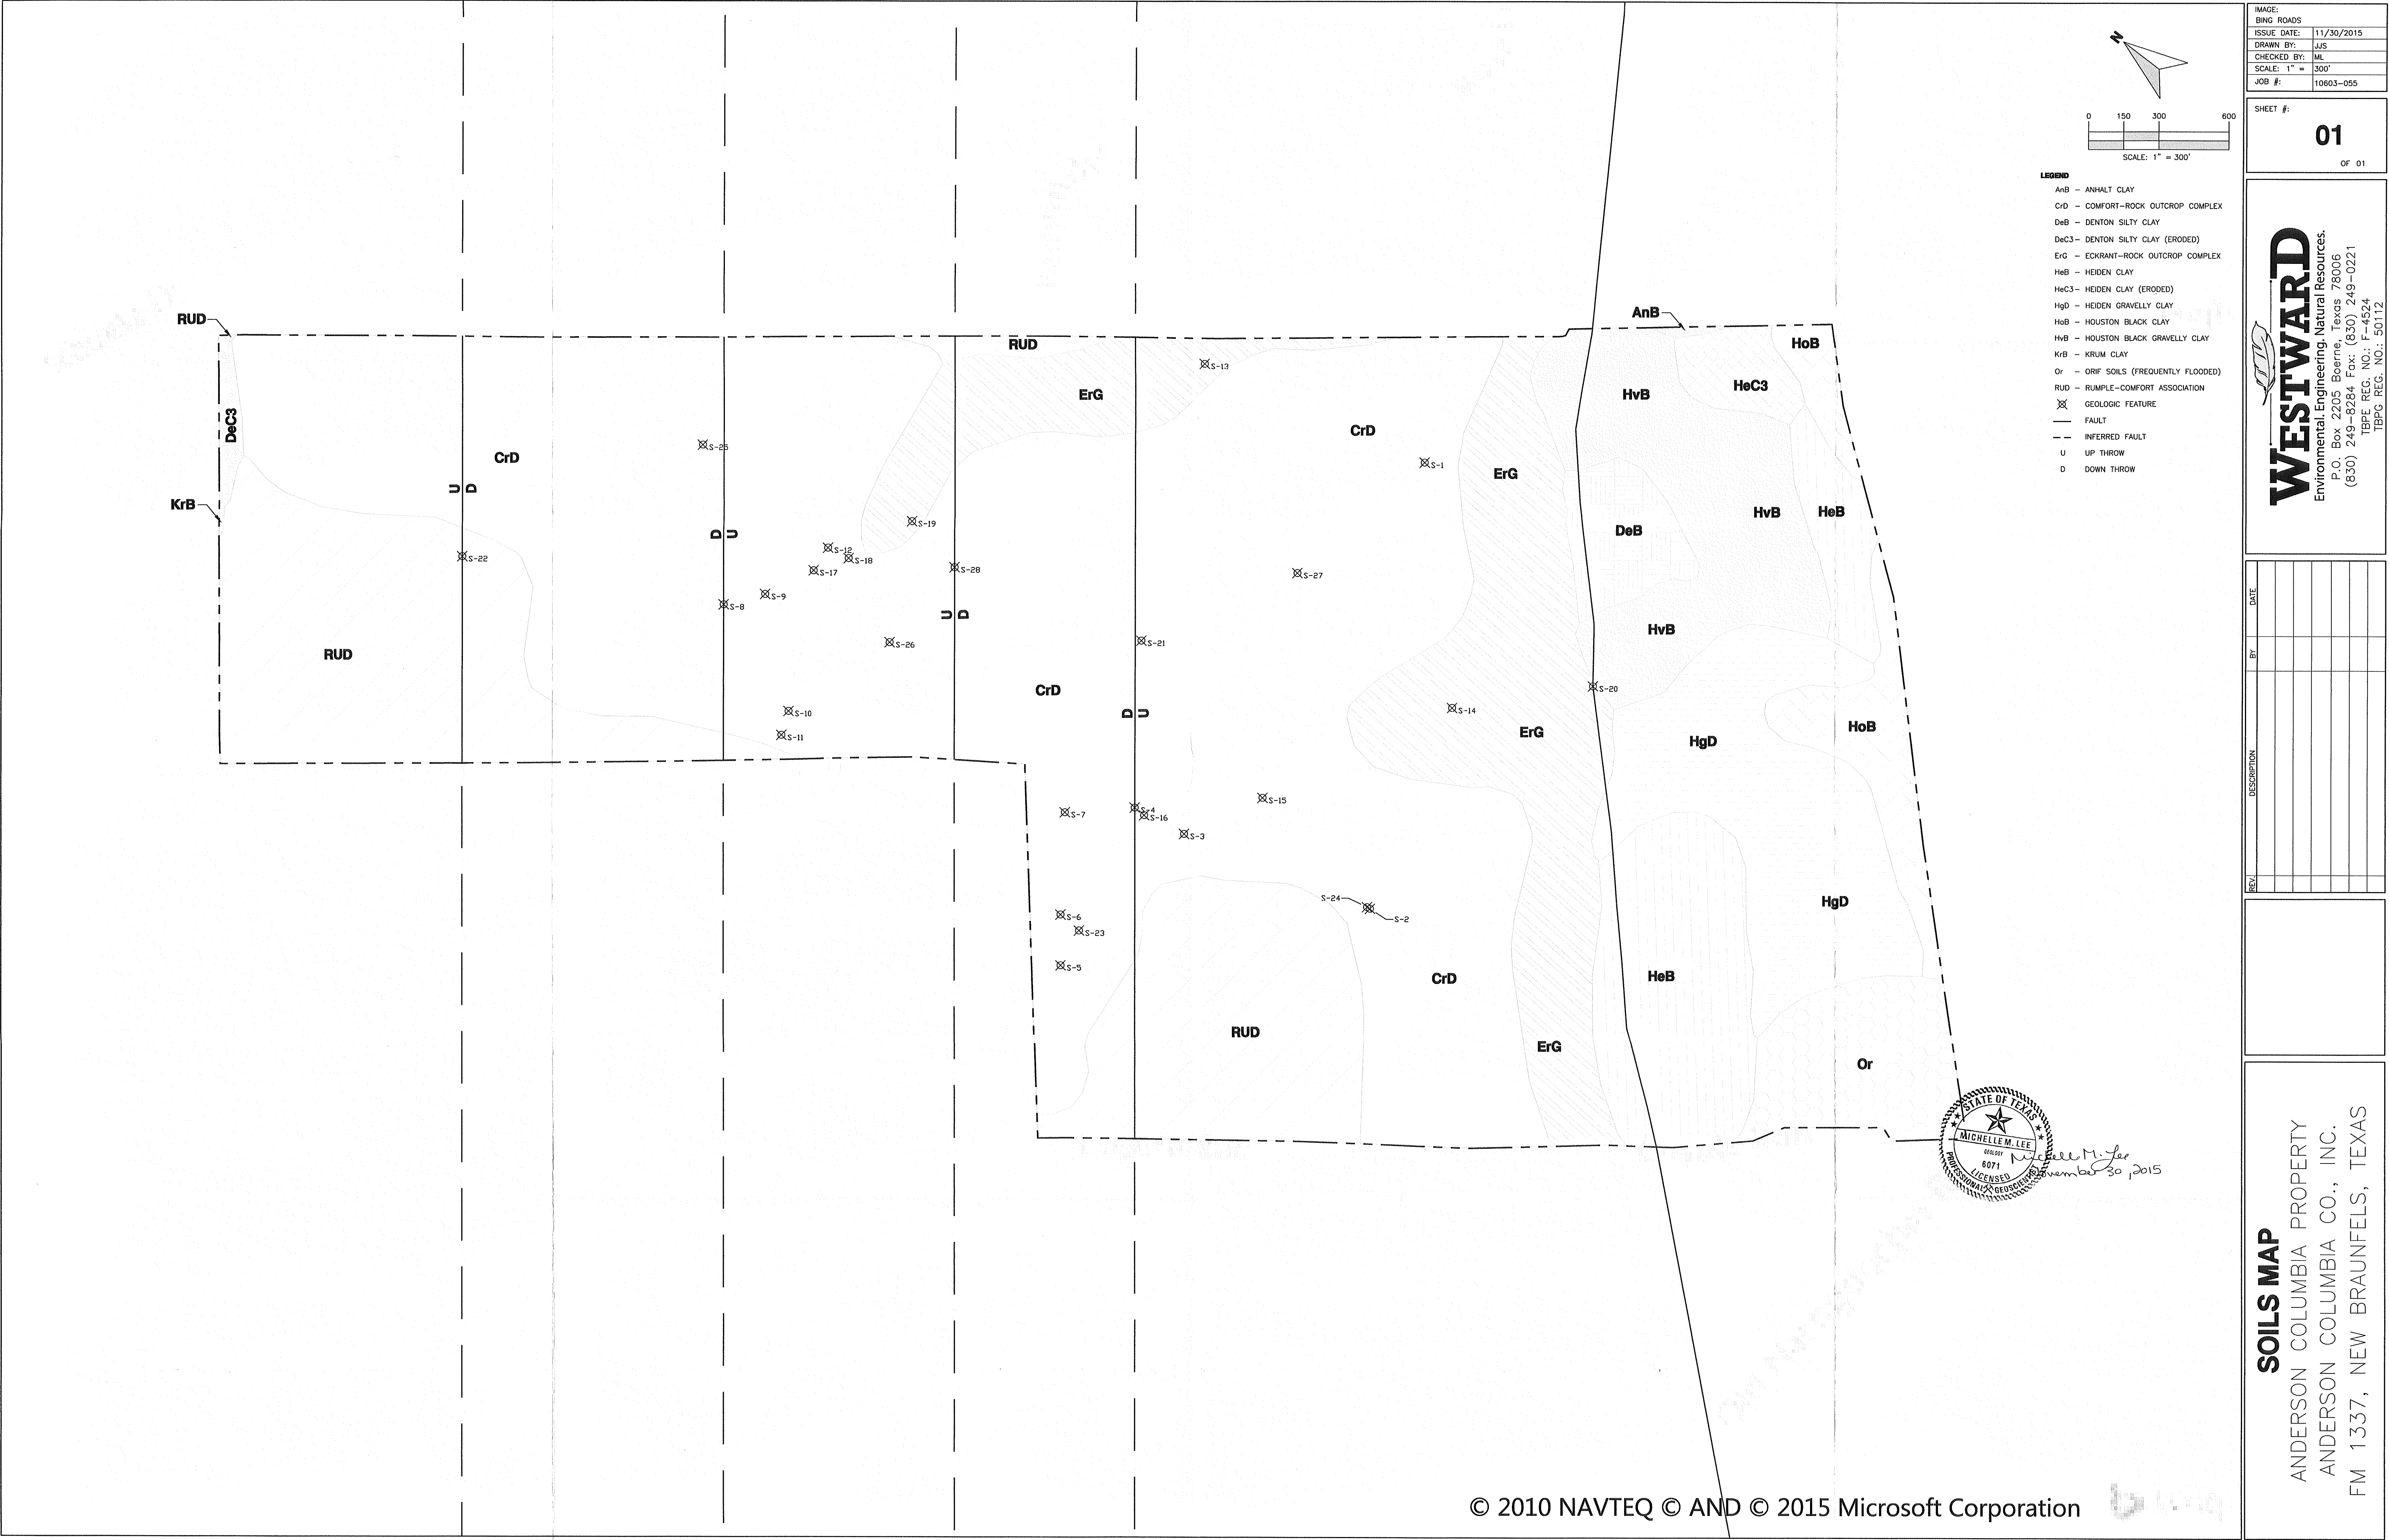 IMAGE:
BING ROADS
ISSUE DATE: 11/30/2015
DRAWN BY: JJS
CHECKED BY: ML
SCALE: 1" = 300'
JOB #: 10603-055
SHEET #:
01
OF 01
WESTWARD
Environmental. Engineering. Natural Resources.
P.O. Box 2205 Boerne, Texas 78006
(830) 249-8284 Fax: (830) 249-0221
TBPE REG. NO.: F-4524
TBPG REG. NO.: 50112
REV. DESCRIPTION BY DATE
SOILS MAP
ANDERSON COLUMBIA PROPERTY
ANDERSON COLUMBIA CO., INC.
FM 1337, NEW BRAUNFELS, TEXAS
N
0 150 300 600
SCALE: 1" = 300'
LEGEND
AnB - ANHALT CLAY
CrD - COMFORT-ROCK OUTCROP COMPLEX
DeB - DENTON SILTY CLAY
DeC3 - DENTON SILTY CLAY (ERODED)
ErG - ECKRANT-ROCK OUTCROP COMPLEX
HeB - HEIDEN CLAY
HeC3 - HEIDEN CLAY (ERODED)
HgD - HEIDEN GRAVELLY CLAY
HoB - HOUSTON BLACK CLAY
HvB - HOUSTON BLACK GRAVELLY CLAY
KrB - KRUM CLAY
Or - ORIF SOILS (FREQUENTLY FLOODED)
RUD - RUMPLE-COMFORT ASSOCIATION
GEOLOGIC FEATURE
FAULT
INFERRED FAULT
U UP THROW
D DOWN THROW
RUD
AnB
RUD
HoB
S-13
HeC3
ErG
HvB
DeC3
CrD
S-25
CrD
S-1
ErG
U D
KrB
HvB
HeB
S-19
DeB
D U
S-12
S-18
S-22
S-28
S-17
S-27
S-9
S-8
U D
HvB
S-26
S-21
RUD
CrD
S-20
S-10
S-14
D U
HoB
S-11
ErG
HgD
S-15
S-4
S-7
S-16
S-3
S-24
HgD
S-6
S-2
S-23
S-5
HeB
CrD
RUD
ErG
Or
STATE OF TEXAS
MICHELLE M. LEE
GEOLOGY
6071
LICENSED
PROFESSIONAL GEOSCIENTIST
Michelle M. Lee
November 30, 2015
© 2010 NAVTEQ © AND © 2015 Microsoft Corporation